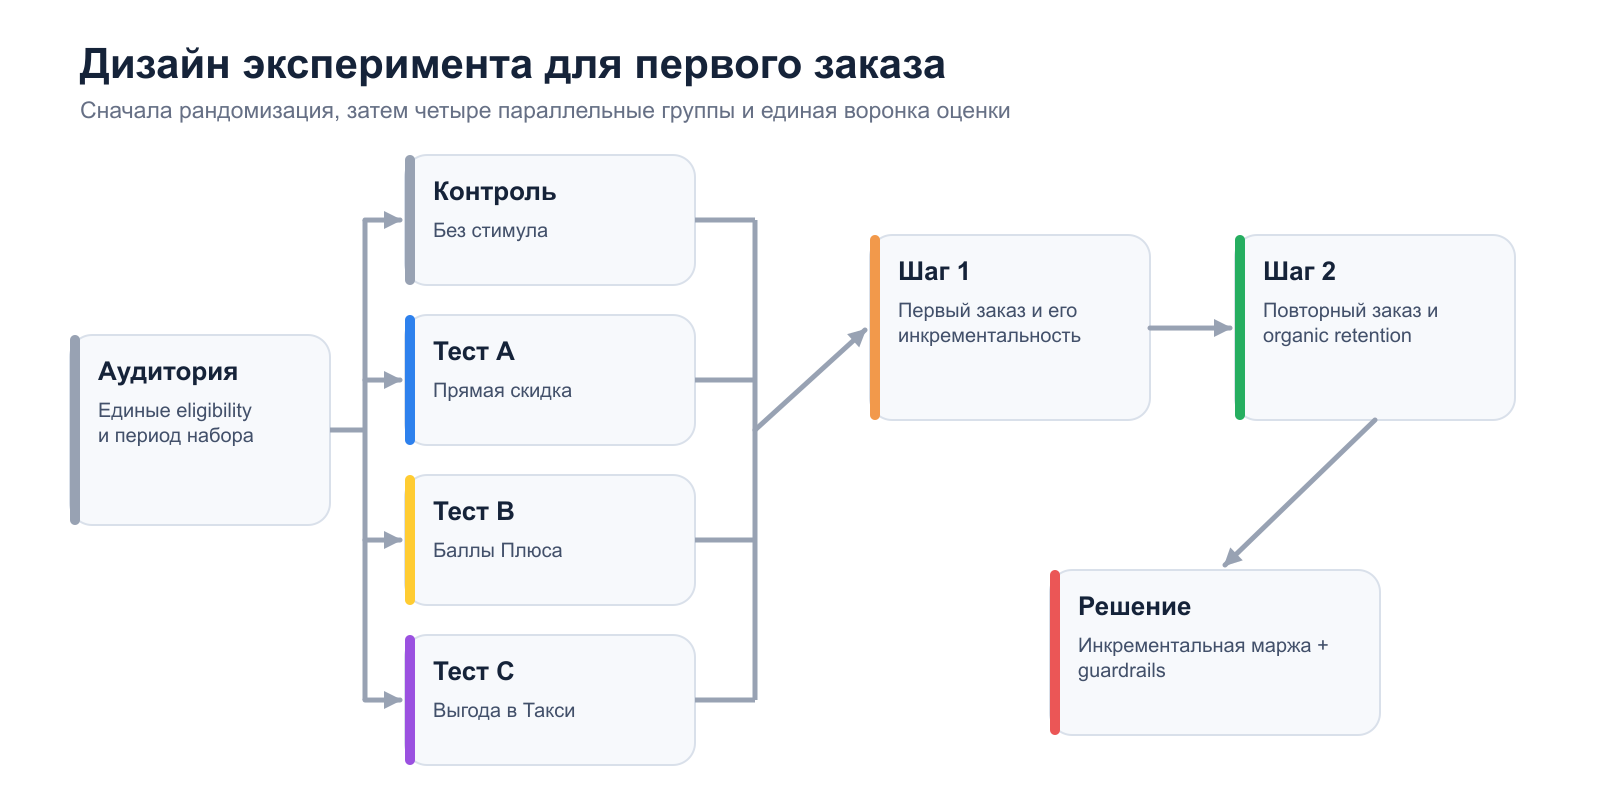 Дизайн эксперимента для первого заказа
Сначала рандомизация, затем четыре параллельные группы и единая воронка оценки
Аудитория
Единые eligibility
и период набора
Контроль
Без стимула
Тест A
Прямая скидка
Тест B
Баллы Плюса
Тест C
Выгода в Такси
Шаг 1
Первый заказ и его
инкрементальность
Шаг 2
Повторный заказ и
organic retention
Решение
Инкрементальная маржа +
guardrails